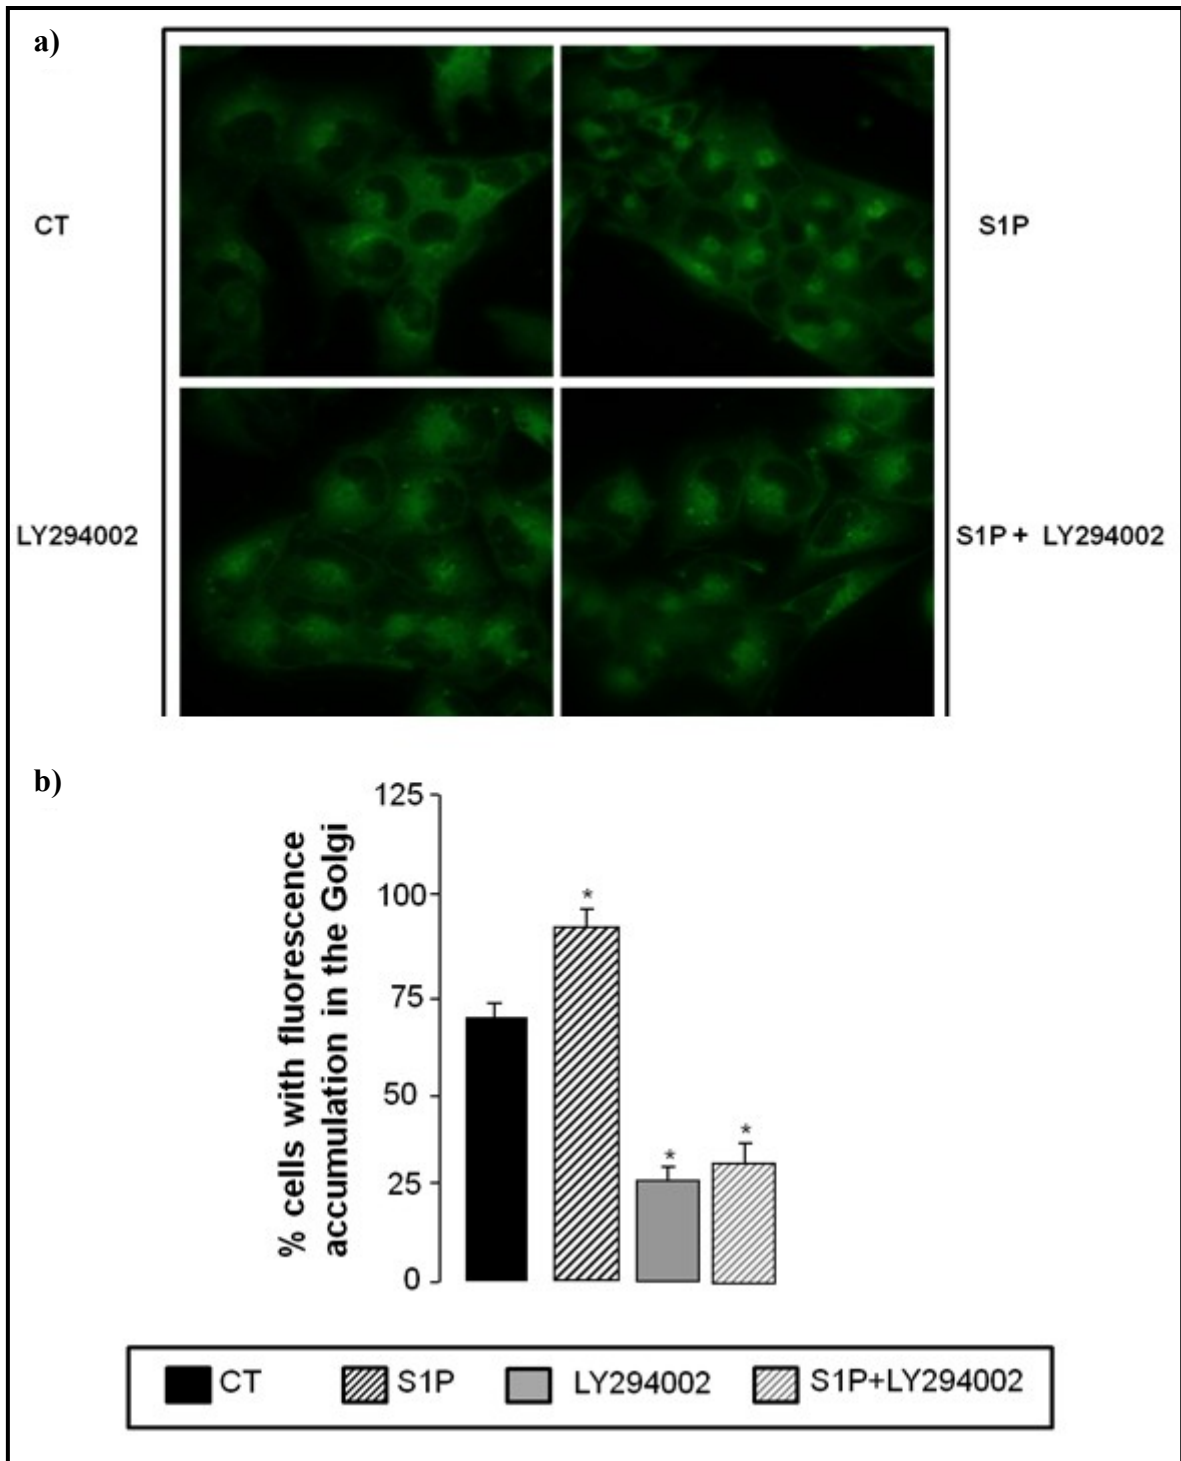 a)
CT
S1P
LY294002
S1P + LY294002
b)
% cells with fluorescence
accumulation in the Golgi
125
100
75
50
25
0
*
*
*
CT
S1P
LY294002
S1P+LY294002